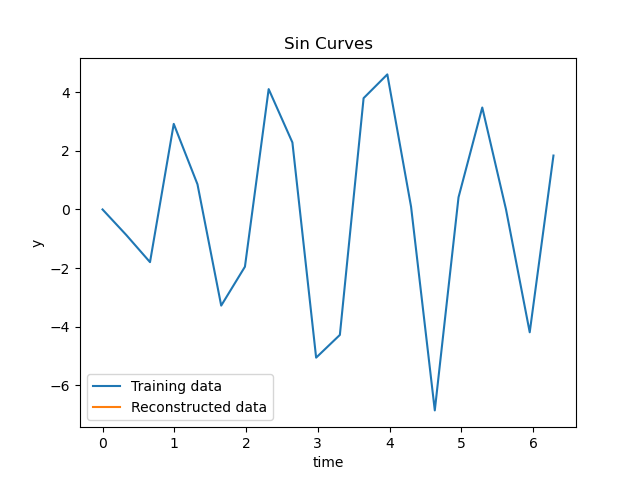 Sin Curves
4
2
0
−2
−4
−6
y
Training data
Reconstructed data
0 1 2 3 4 5 6
time